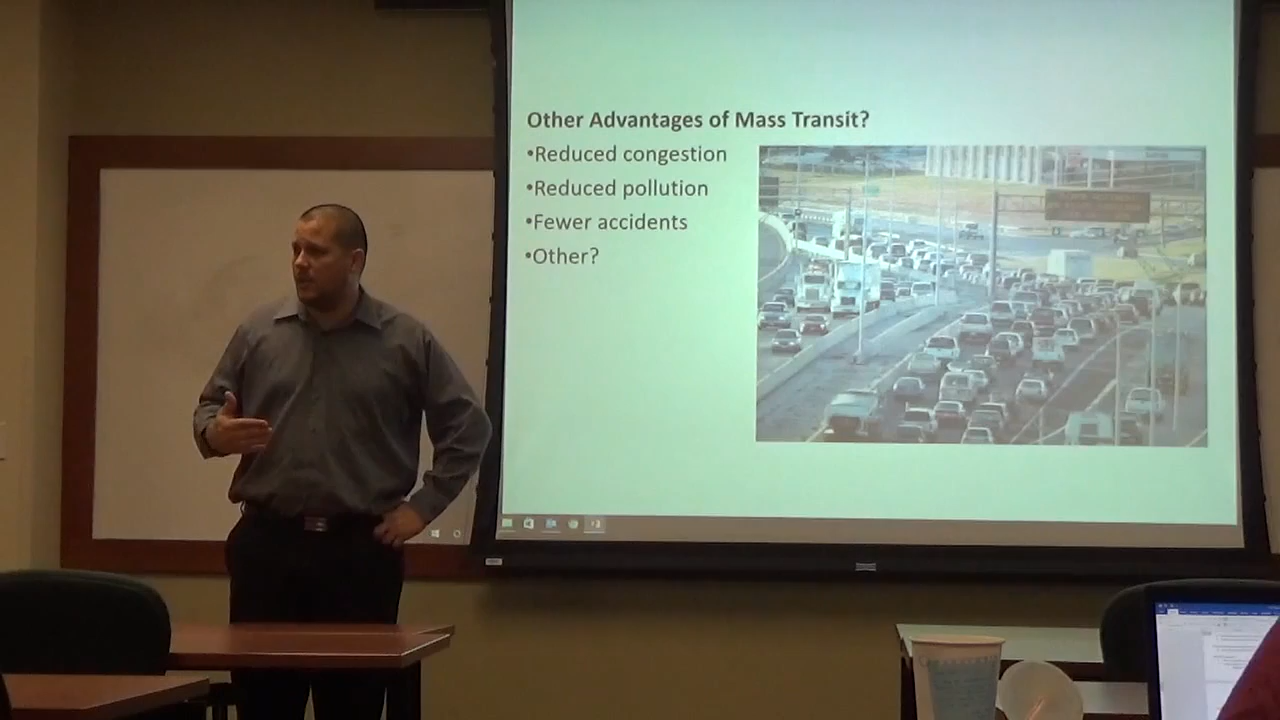 Other Advantages of Mass Transit?
•Reduced congestion
•Reduced pollution
•Fewer accidents
•Other?